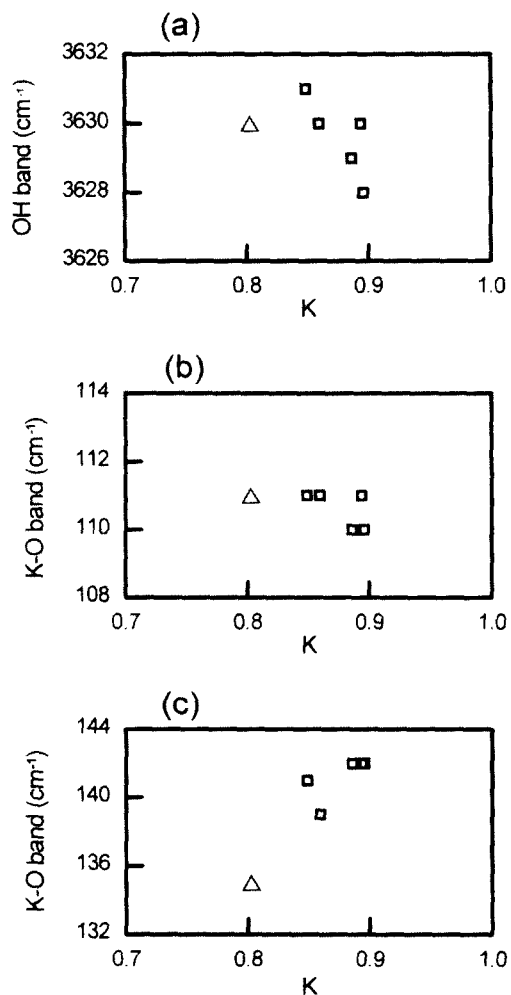 (a)
3632
3630
3628
3626
OH band (cm-1)
0.7 0.8 0.9 1.0
K
(b)
114
112
110
108
K-O band (cm-1)
0.7 0.8 0.9 1.0
K
(c)
144
140
136
132
K-O band (cm-1)
0.7 0.8 0.9 1.0
K